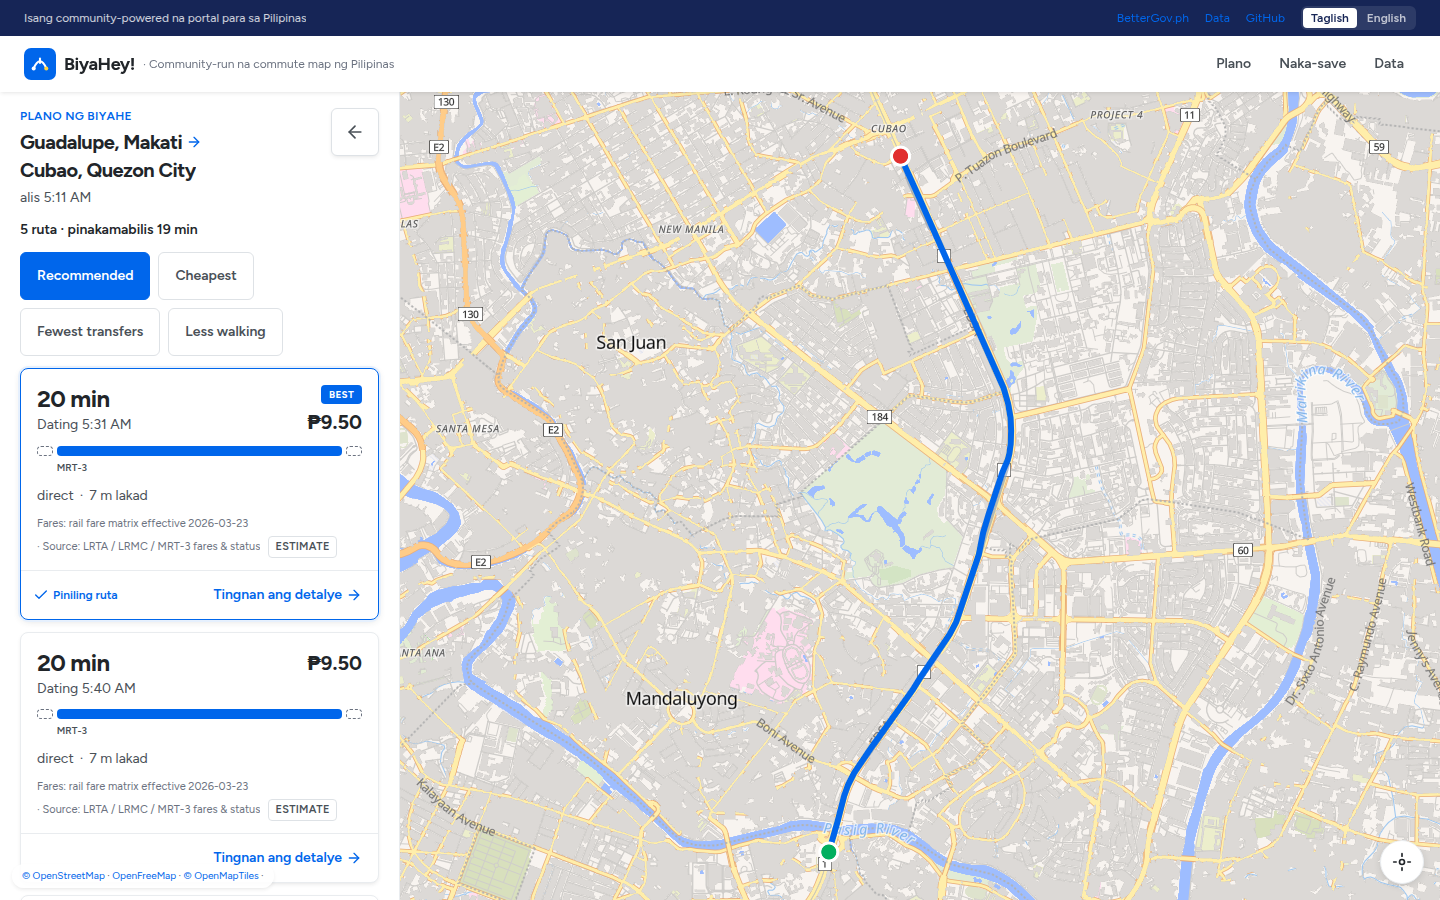 Isang community-powered na portal para sa Pilipinas
BetterGov.ph
Data
GitHub
Taglish
English
BiyaHey!
· Community-run na commute map ng Pilipinas
Plano
Naka-save
Data
PLANO NG BIYAHE
Guadalupe, Makati →
Cubao, Quezon City
alis 5:11 AM
5 ruta · pinakamabilis 19 min
Recommended
Cheapest
Fewest transfers
Less walking
20 min
BEST
Dating 5:31 AM
₱9.50
MRT-3
direct · 7 m lakad
Fares: rail fare matrix effective 2026-03-23
· Source: LRTA / LRMC / MRT-3 fares & status
ESTIMATE
Piniling ruta
Tingnan ang detalye →
20 min
₱9.50
Dating 5:40 AM
MRT-3
direct · 7 m lakad
Fares: rail fare matrix effective 2026-03-23
· Source: LRTA / LRMC / MRT-3 fares & status
ESTIMATE
Tingnan ang detalye →
© OpenStreetMap · OpenFreeMap · © OpenMapTiles ·
130
Sr. Avenue
PROJECT 4
11
CUBAO
E2
59
P. Tuazon Boulevard
NEW MANILA
130
San Juan
184
SANTA MESA
E2
Marikina River
E2
60
Westbank Road
Mandaluyong
Boni Avenue
Dr. Sixto Antonio Avenue
C. Raymundo Avenue
Jenny's
Kalayaan Avenue
Pasig River
1